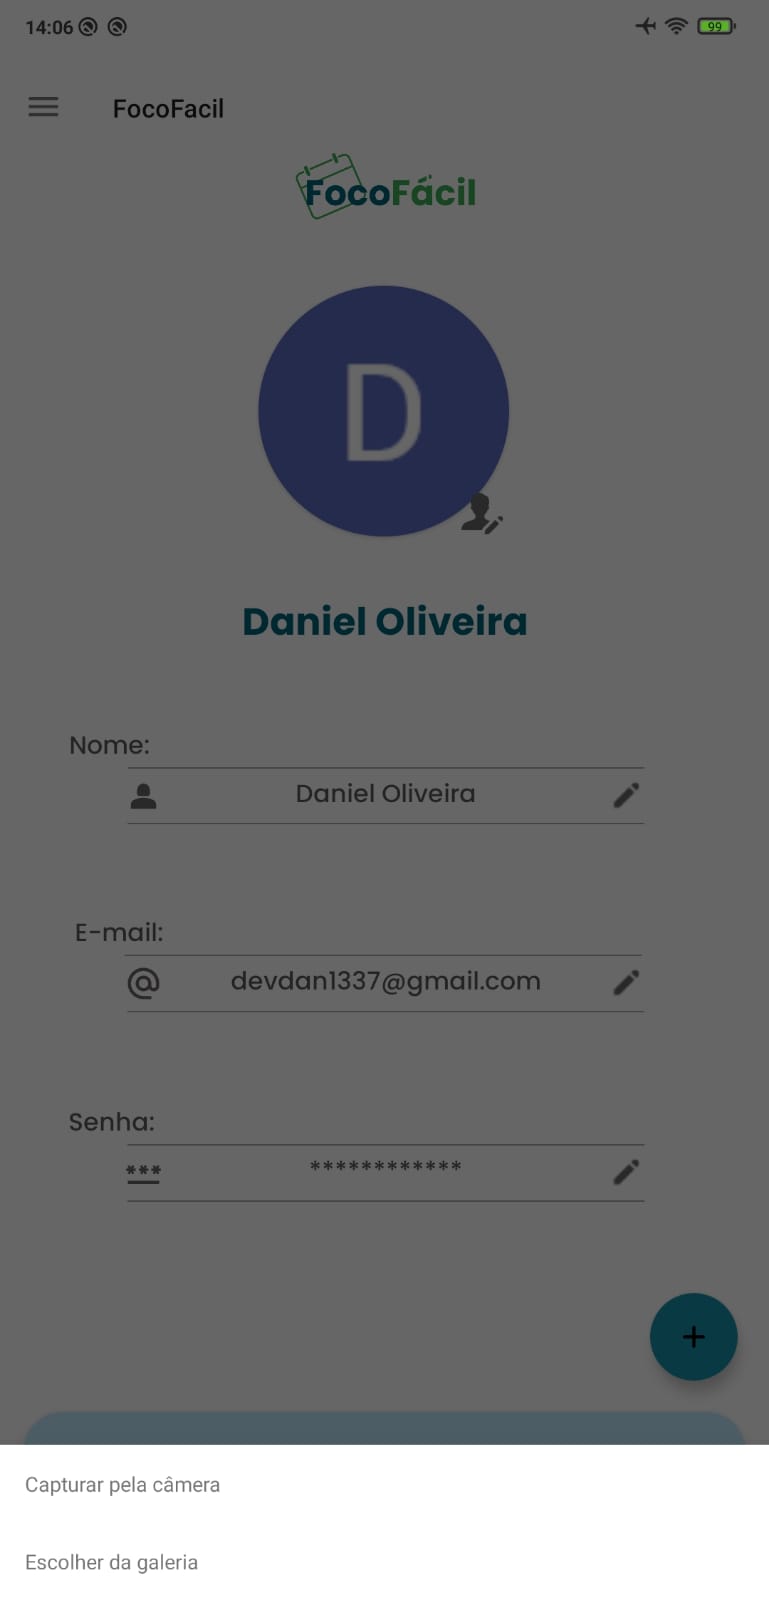 14:06
99
FocoFacil
FocoFácil
D
Daniel Oliveira
Nome:
Daniel Oliveira
E-mail:
@ devdan1337@gmail.com
Senha:
*** ************
+
Capturar pela câmera
Escolher da galeria